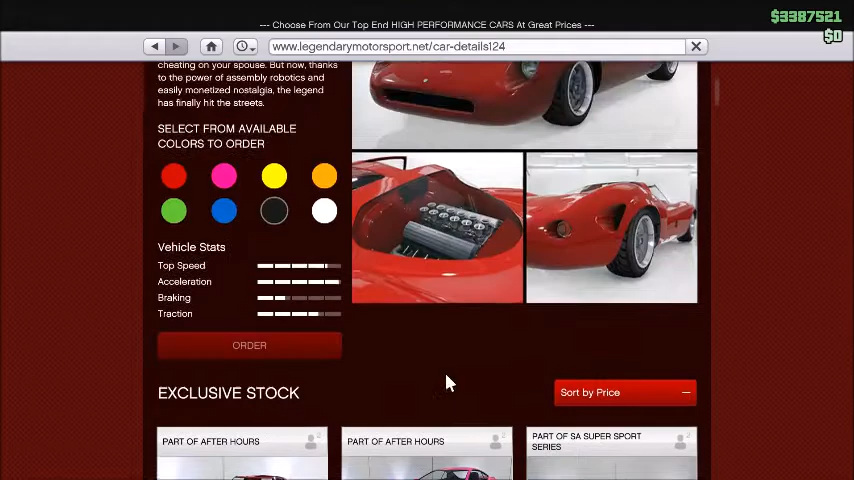 --- Choose From Our Top End HIGH PERFORMANCE CARS At Great Prices ---
$3387521
$0
www.legendarymotorsport.net/car-details124
cheating on your spouse. But now, thanks
to the power of assembly robotics and
easily monetized nostalgia, the legend
has finally hit the streets.
SELECT FROM AVAILABLE
COLORS TO ORDER
Vehicle Stats
Top Speed
Acceleration
Braking
Traction
ORDER
EXCLUSIVE STOCK
Sort by Price
PART OF AFTER HOURS
PART OF AFTER HOURS
PART OF SA SUPER SPORT
SERIES